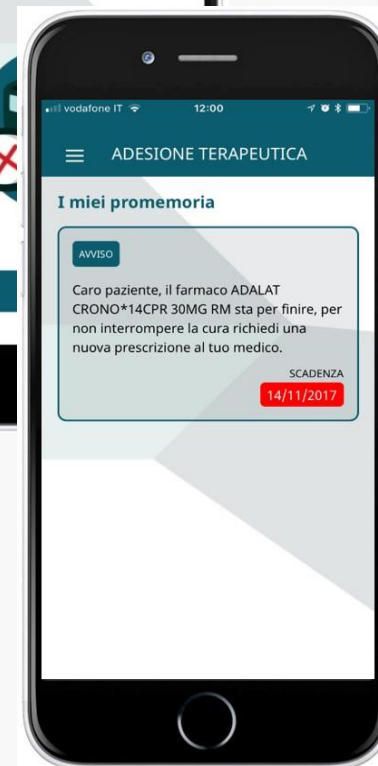 vodafone IT
12:00
ADESIONE TERAPEUTICA
I miei promemoria
AVVISO
Caro paziente, il farmaco ADALAT
CRONO*14CPR 30MG RM sta per finire, per
non interrompere la cura richiedi una
nuova prescrizione al tuo medico.
SCADENZA
14/11/2017